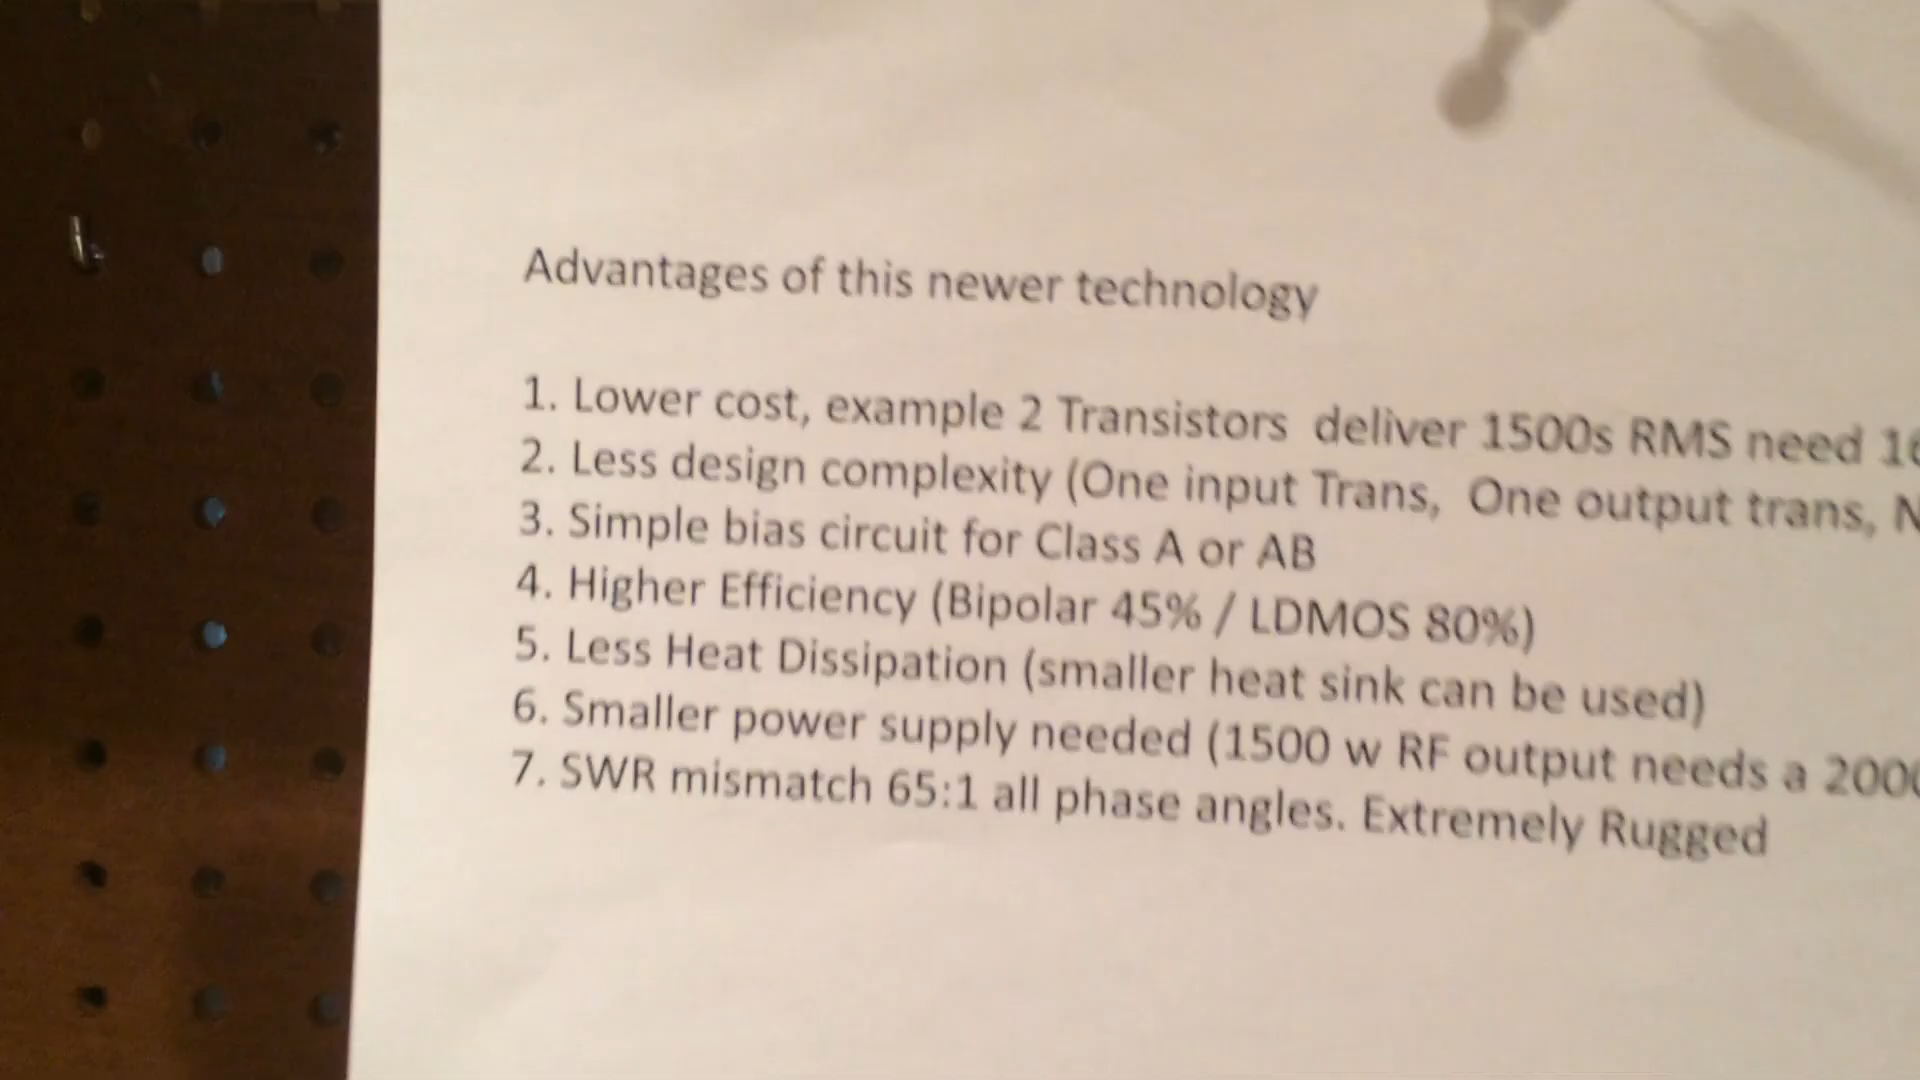 Advantages of this newer technology
1. Lower cost, example 2 Transistors deliver 1500s RMS need
2. Less design complexity (One input Trans, One output trans,
3. Simple bias circuit for Class A or AB
4. Higher Efficiency (Bipolar 45% / LDMOS 80%)
5. Less Heat Dissipation (smaller heat sink can be used)
6. Smaller power supply needed (1500 w RF output needs a
7. SWR mismatch 65:1 all phase angles. Extremely Rugged